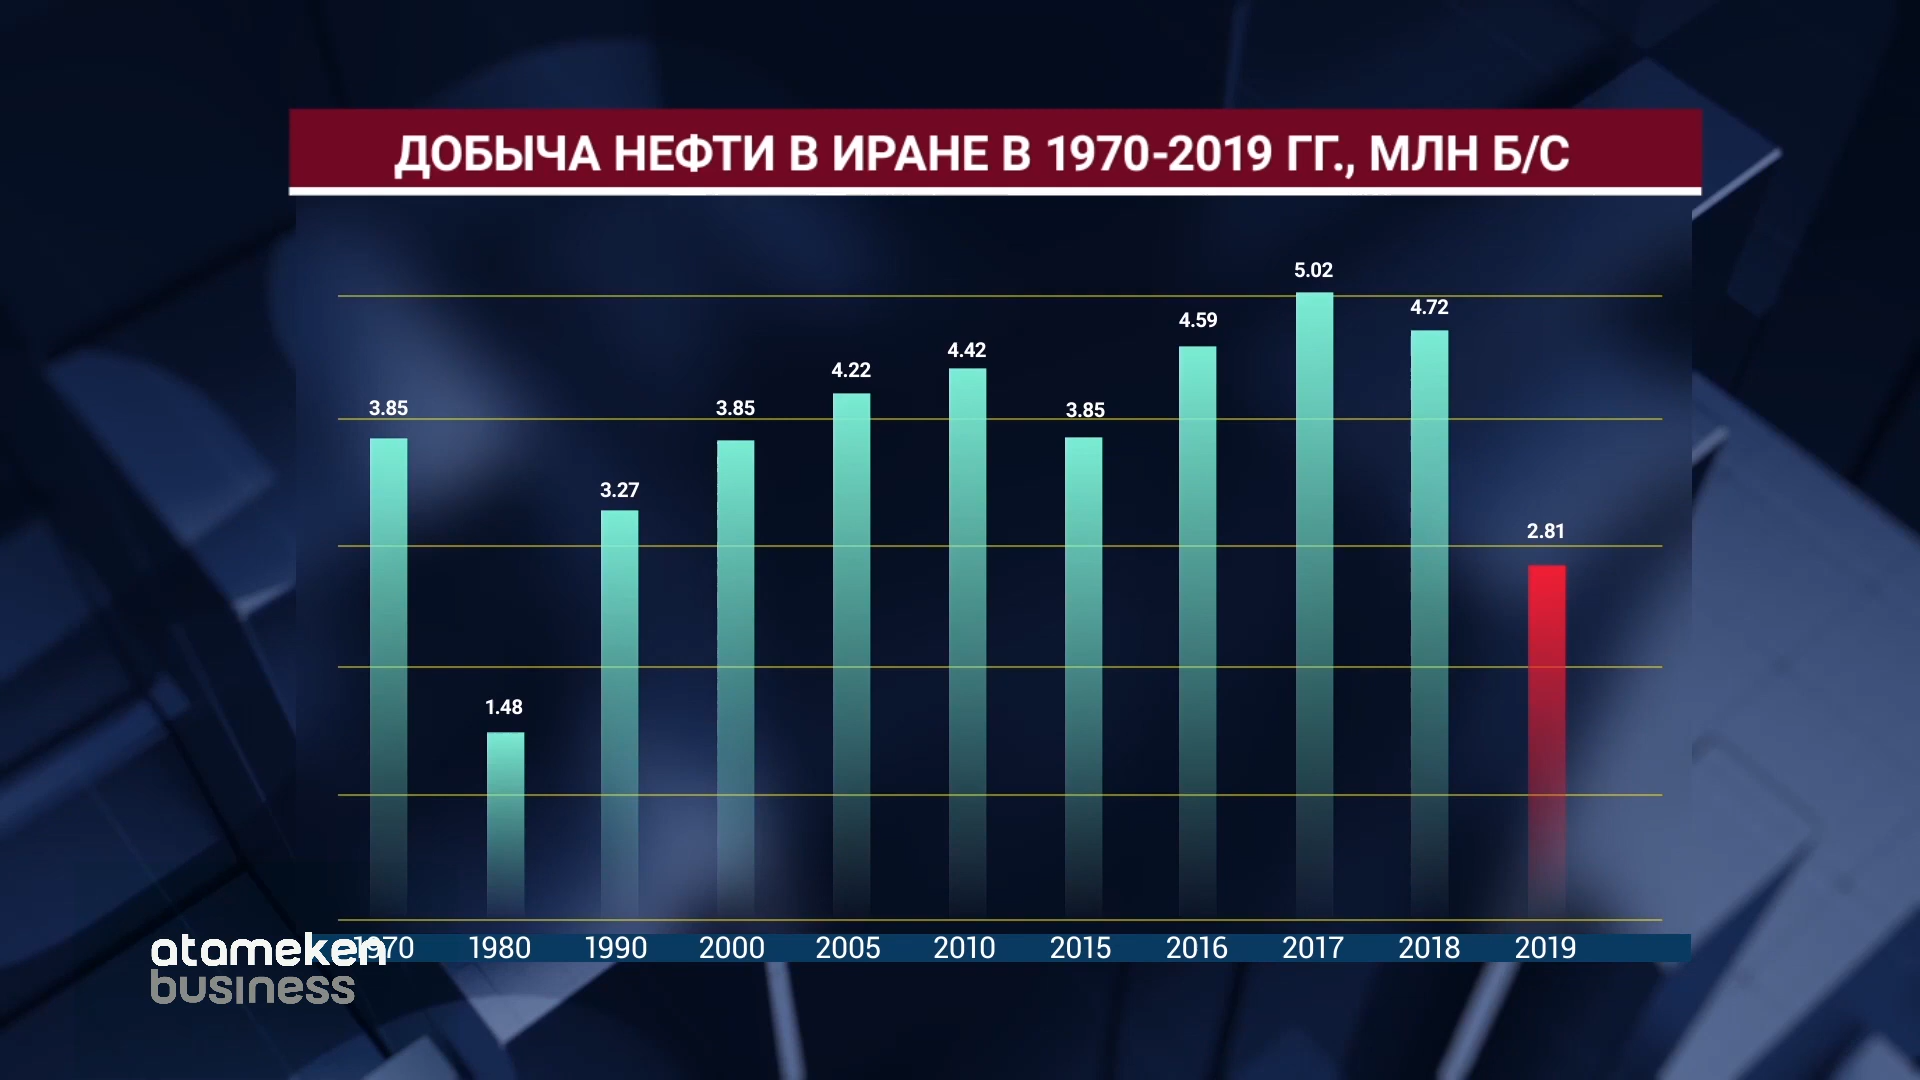 ДОБЫЧА НЕФТИ В ИРАНЕ В 1970-2019 ГГ., МЛН Б/С
5.02
4.72
4.59
4.42
4.22
3.85
3.85
3.85
3.27
2.81
1.48
1970 1980 1990 2000 2005 2010 2015 2016 2017 2018 2019
atameken
business